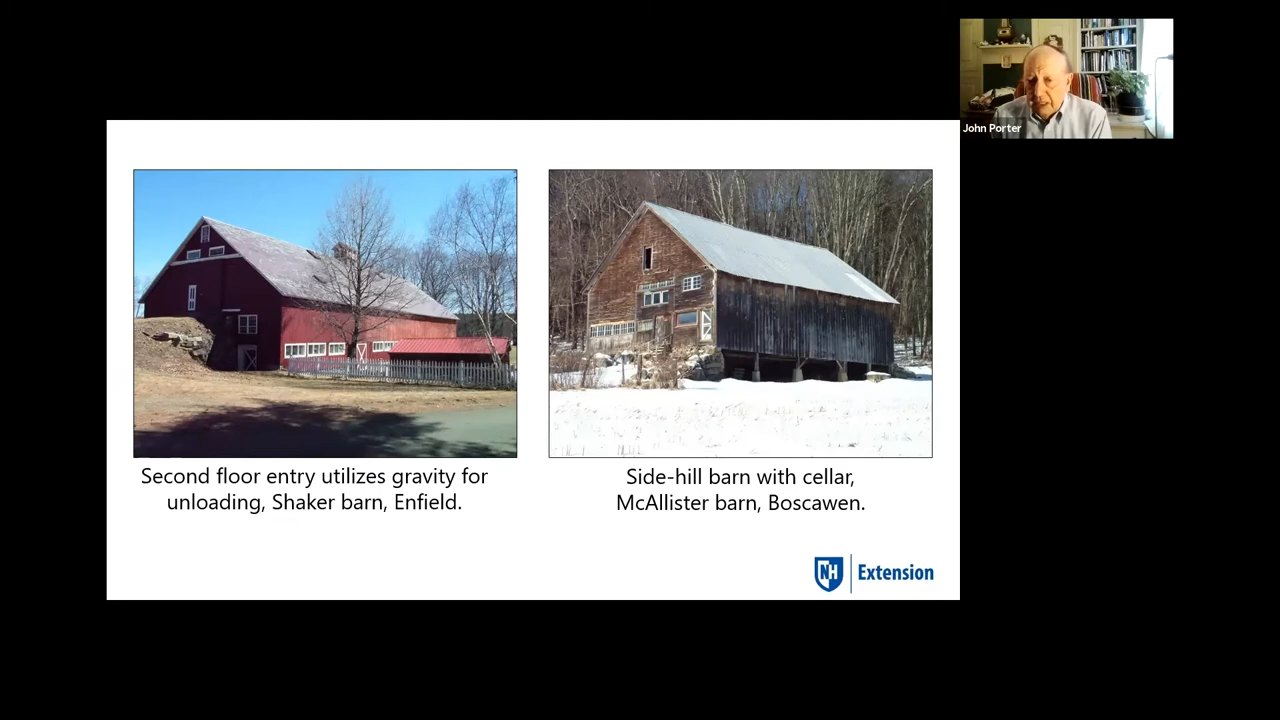 John Porter
Second floor entry utilizes gravity for
unloading, Shaker barn, Enfield.
Side-hill barn with cellar,
McAllister barn, Boscawen.
NH Extension